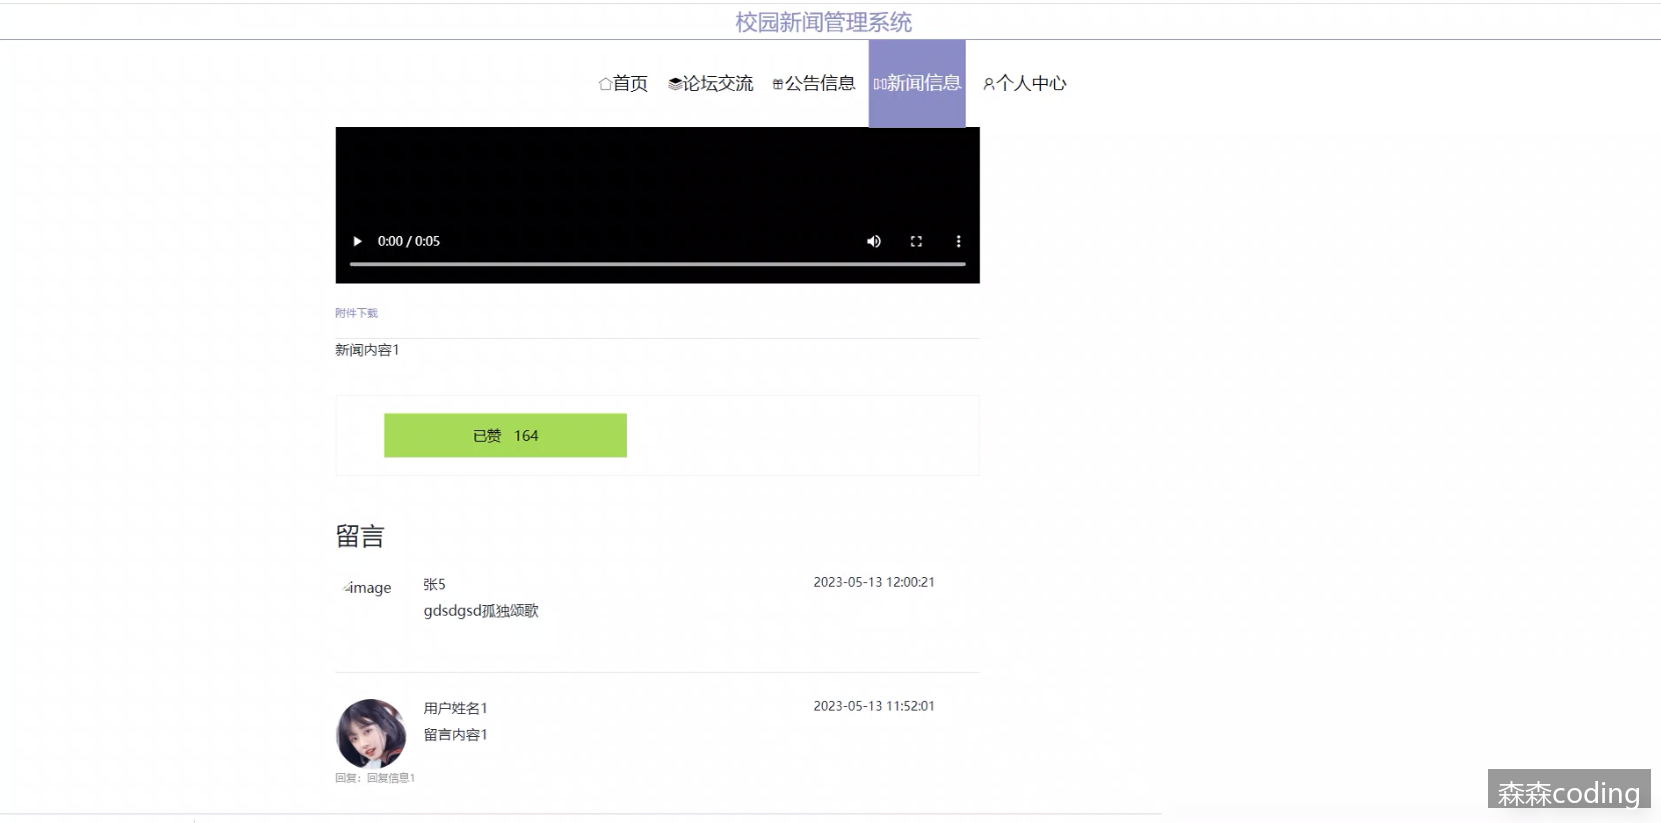 校园新闻管理系统
首页 论坛交流 公告信息 新闻信息 个人中心
0:00 / 0:05
附件下载
新闻内容1
已赞 164
留言
image
张5
2023-05-13 12:00:21
gdsdgsd孤独颂歌
用户姓名1
2023-05-13 11:52:01
留言内容1
回复：回复信息1
森森coding